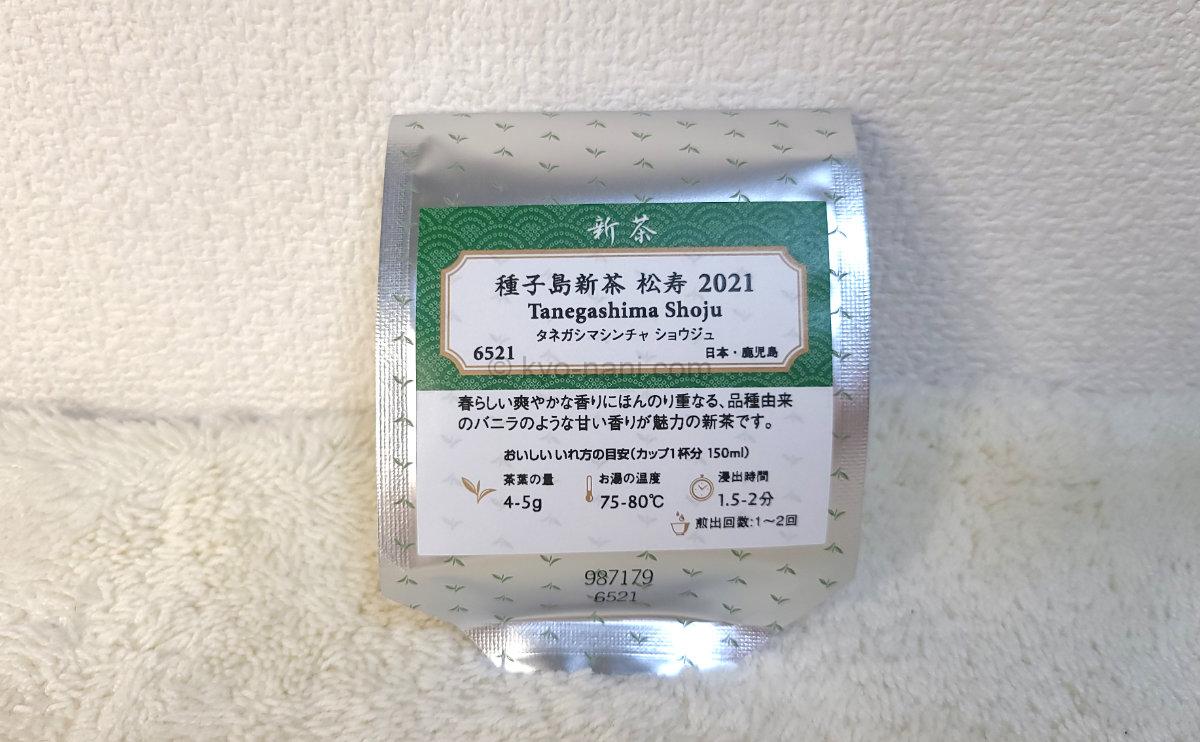 新茶
種子島新茶 松寿 2021
Tanegashima Shoju
タネガシマシンチャ ショウジュ
6521 日本・鹿児島
© kyo-nani.com
春らしい爽やかな香りにほんのり重なる、品種由来
のバニラのような甘い香りが魅力の新茶です。
おいしいいれ方の目安(カップ1杯分 150ml)
茶葉の量 お湯の温度 浸出時間
4-5g 75-80℃ 1.5-2分
煎出回数:1〜2回
987179
6521